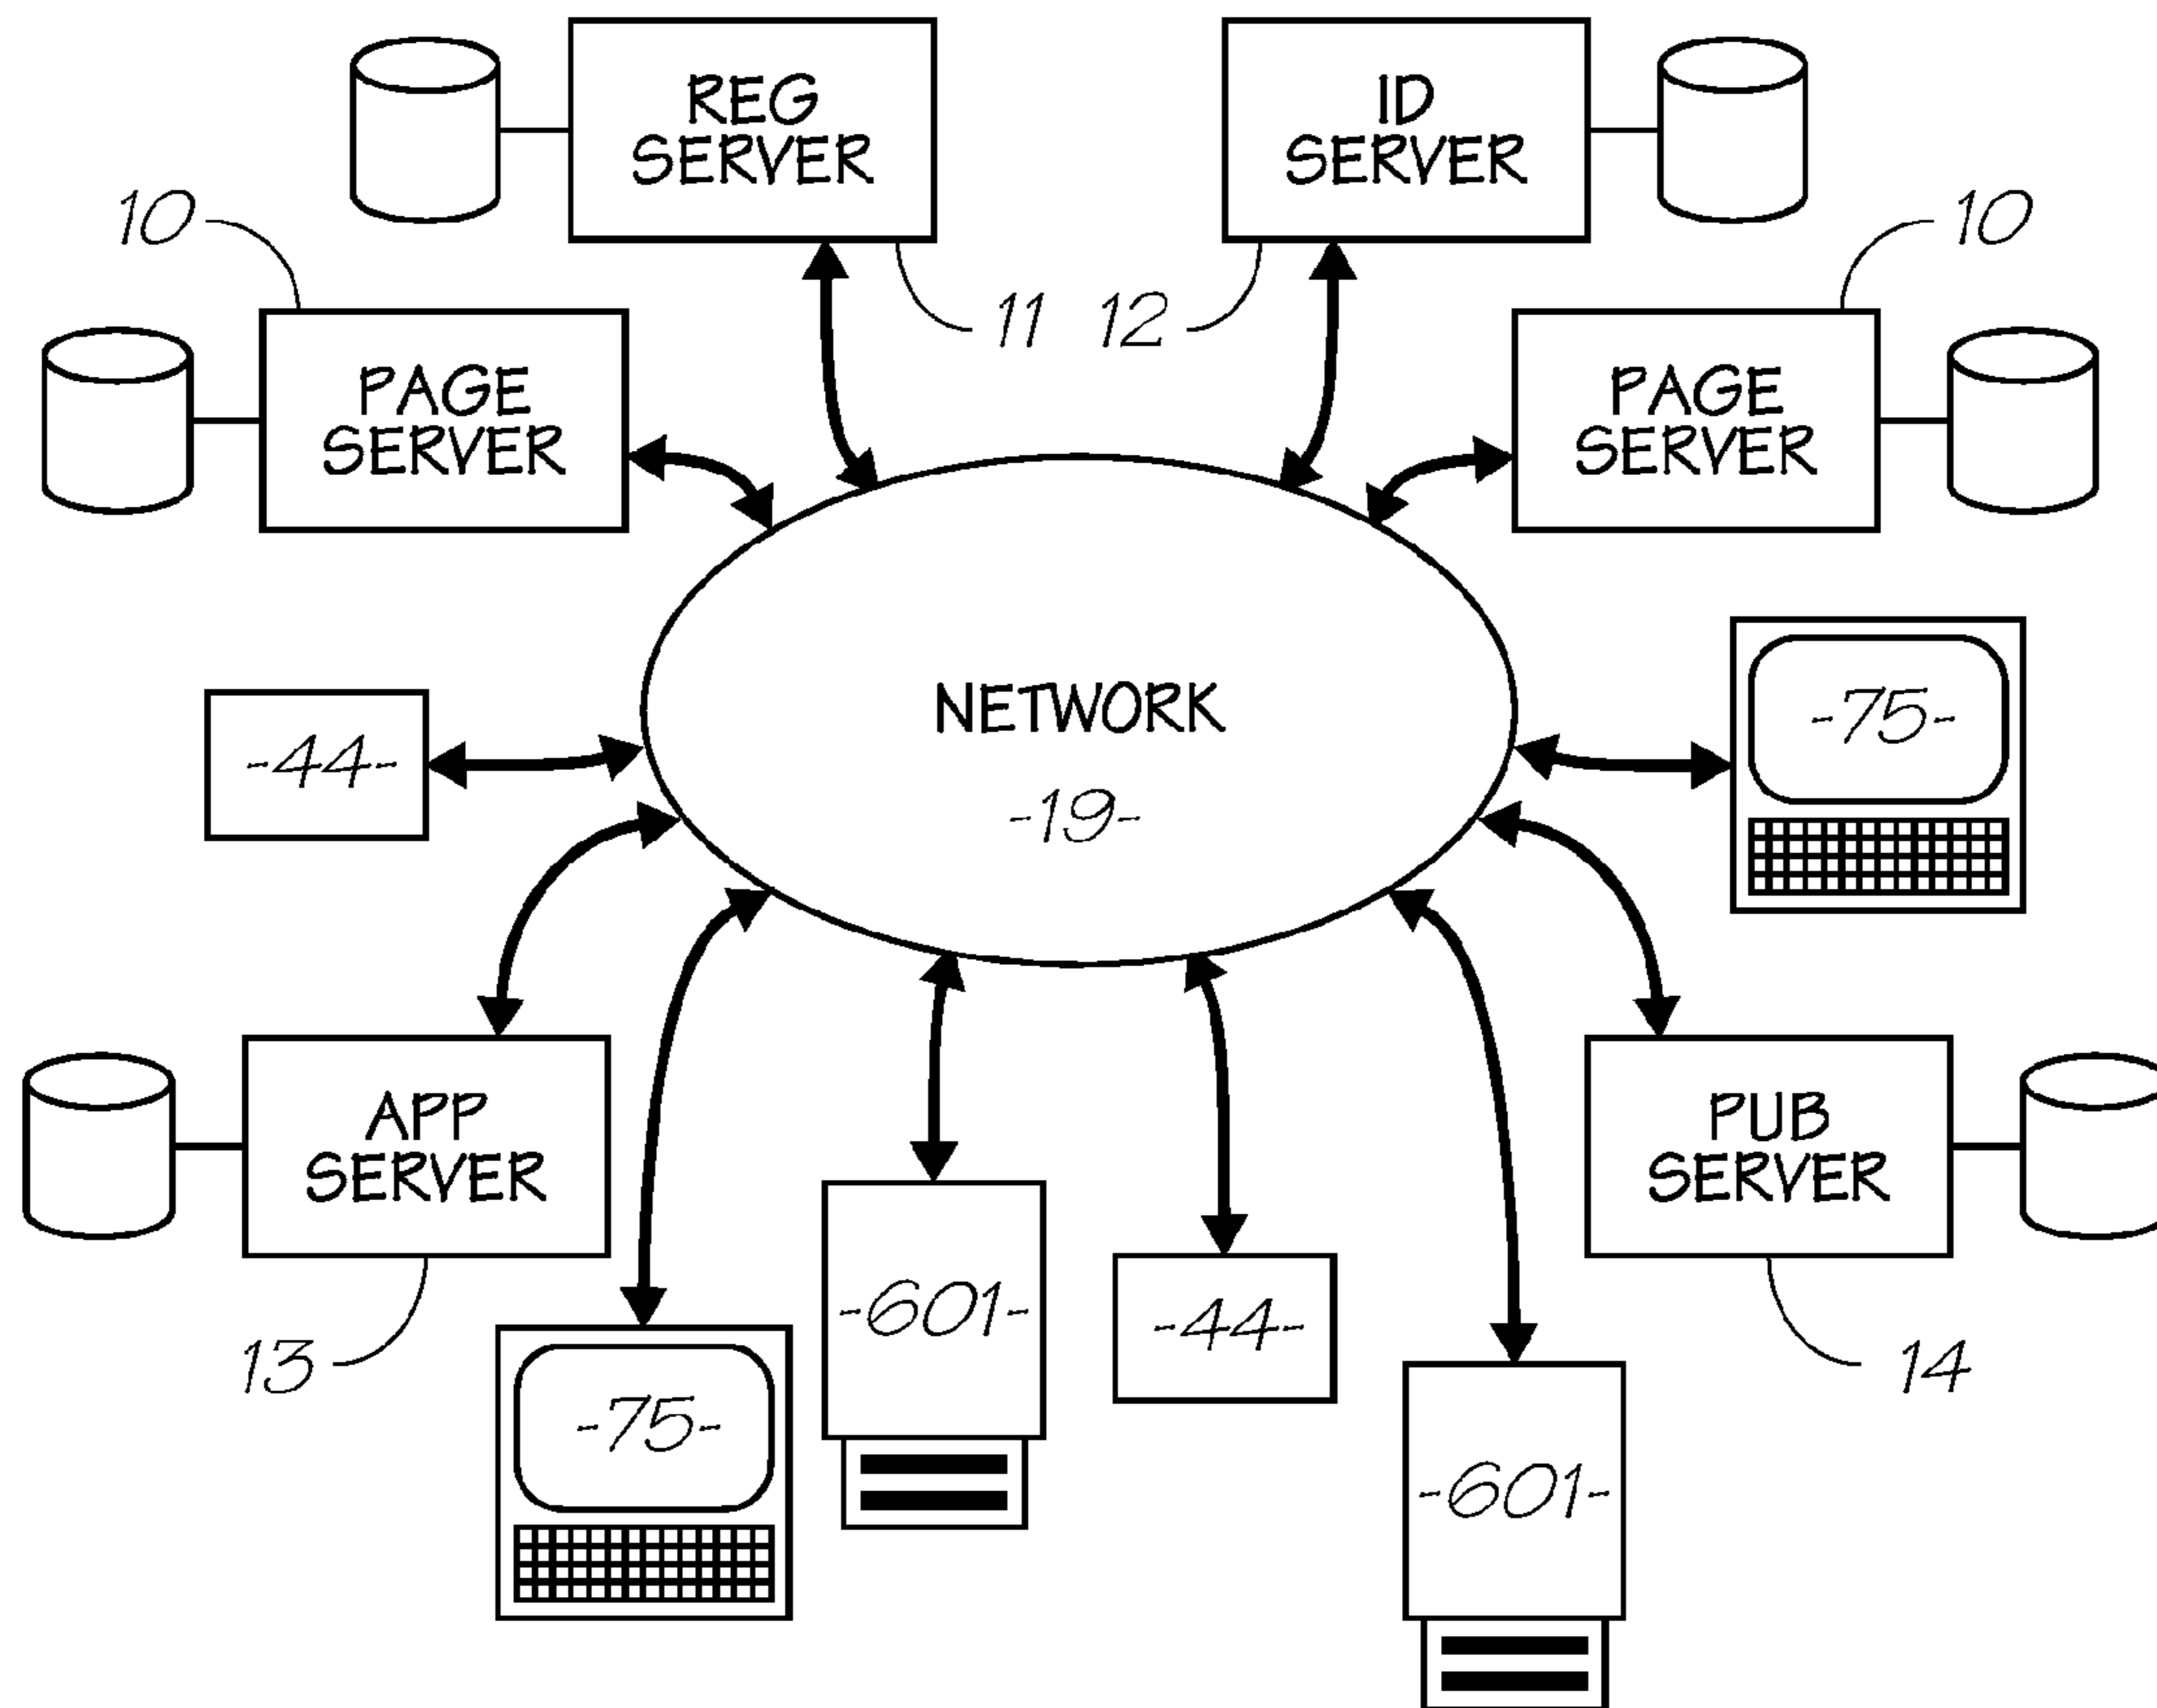 REG
SERVER
ID
SERVER
10
10
11
12
PAGE
SERVER
PAGE
SERVER
-75-
NETWORK
-19-
-44-
APP
SERVER
PUB
SERVER
-601-
-44-
13
14
-75-
-601-